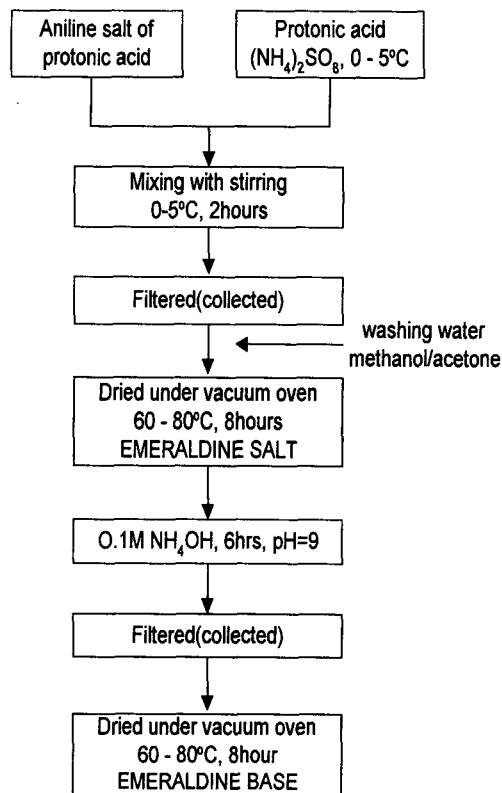 Aniline salt of
protonic acid
Protonic acid
(NH₄)₂SO₈, 0 - 5ºC
Mixing with stirring
0-5ºC, 2hours
Filtered(collected)
washing water
methanol/acetone
Dried under vacuum oven
60 - 80ºC, 8hours
EMERALDINE SALT
O.1M NH₄OH, 6hrs, pH=9
Filtered(collected)
Dried under vacuum oven
60 - 80ºC, 8hour
EMERALDINE BASE